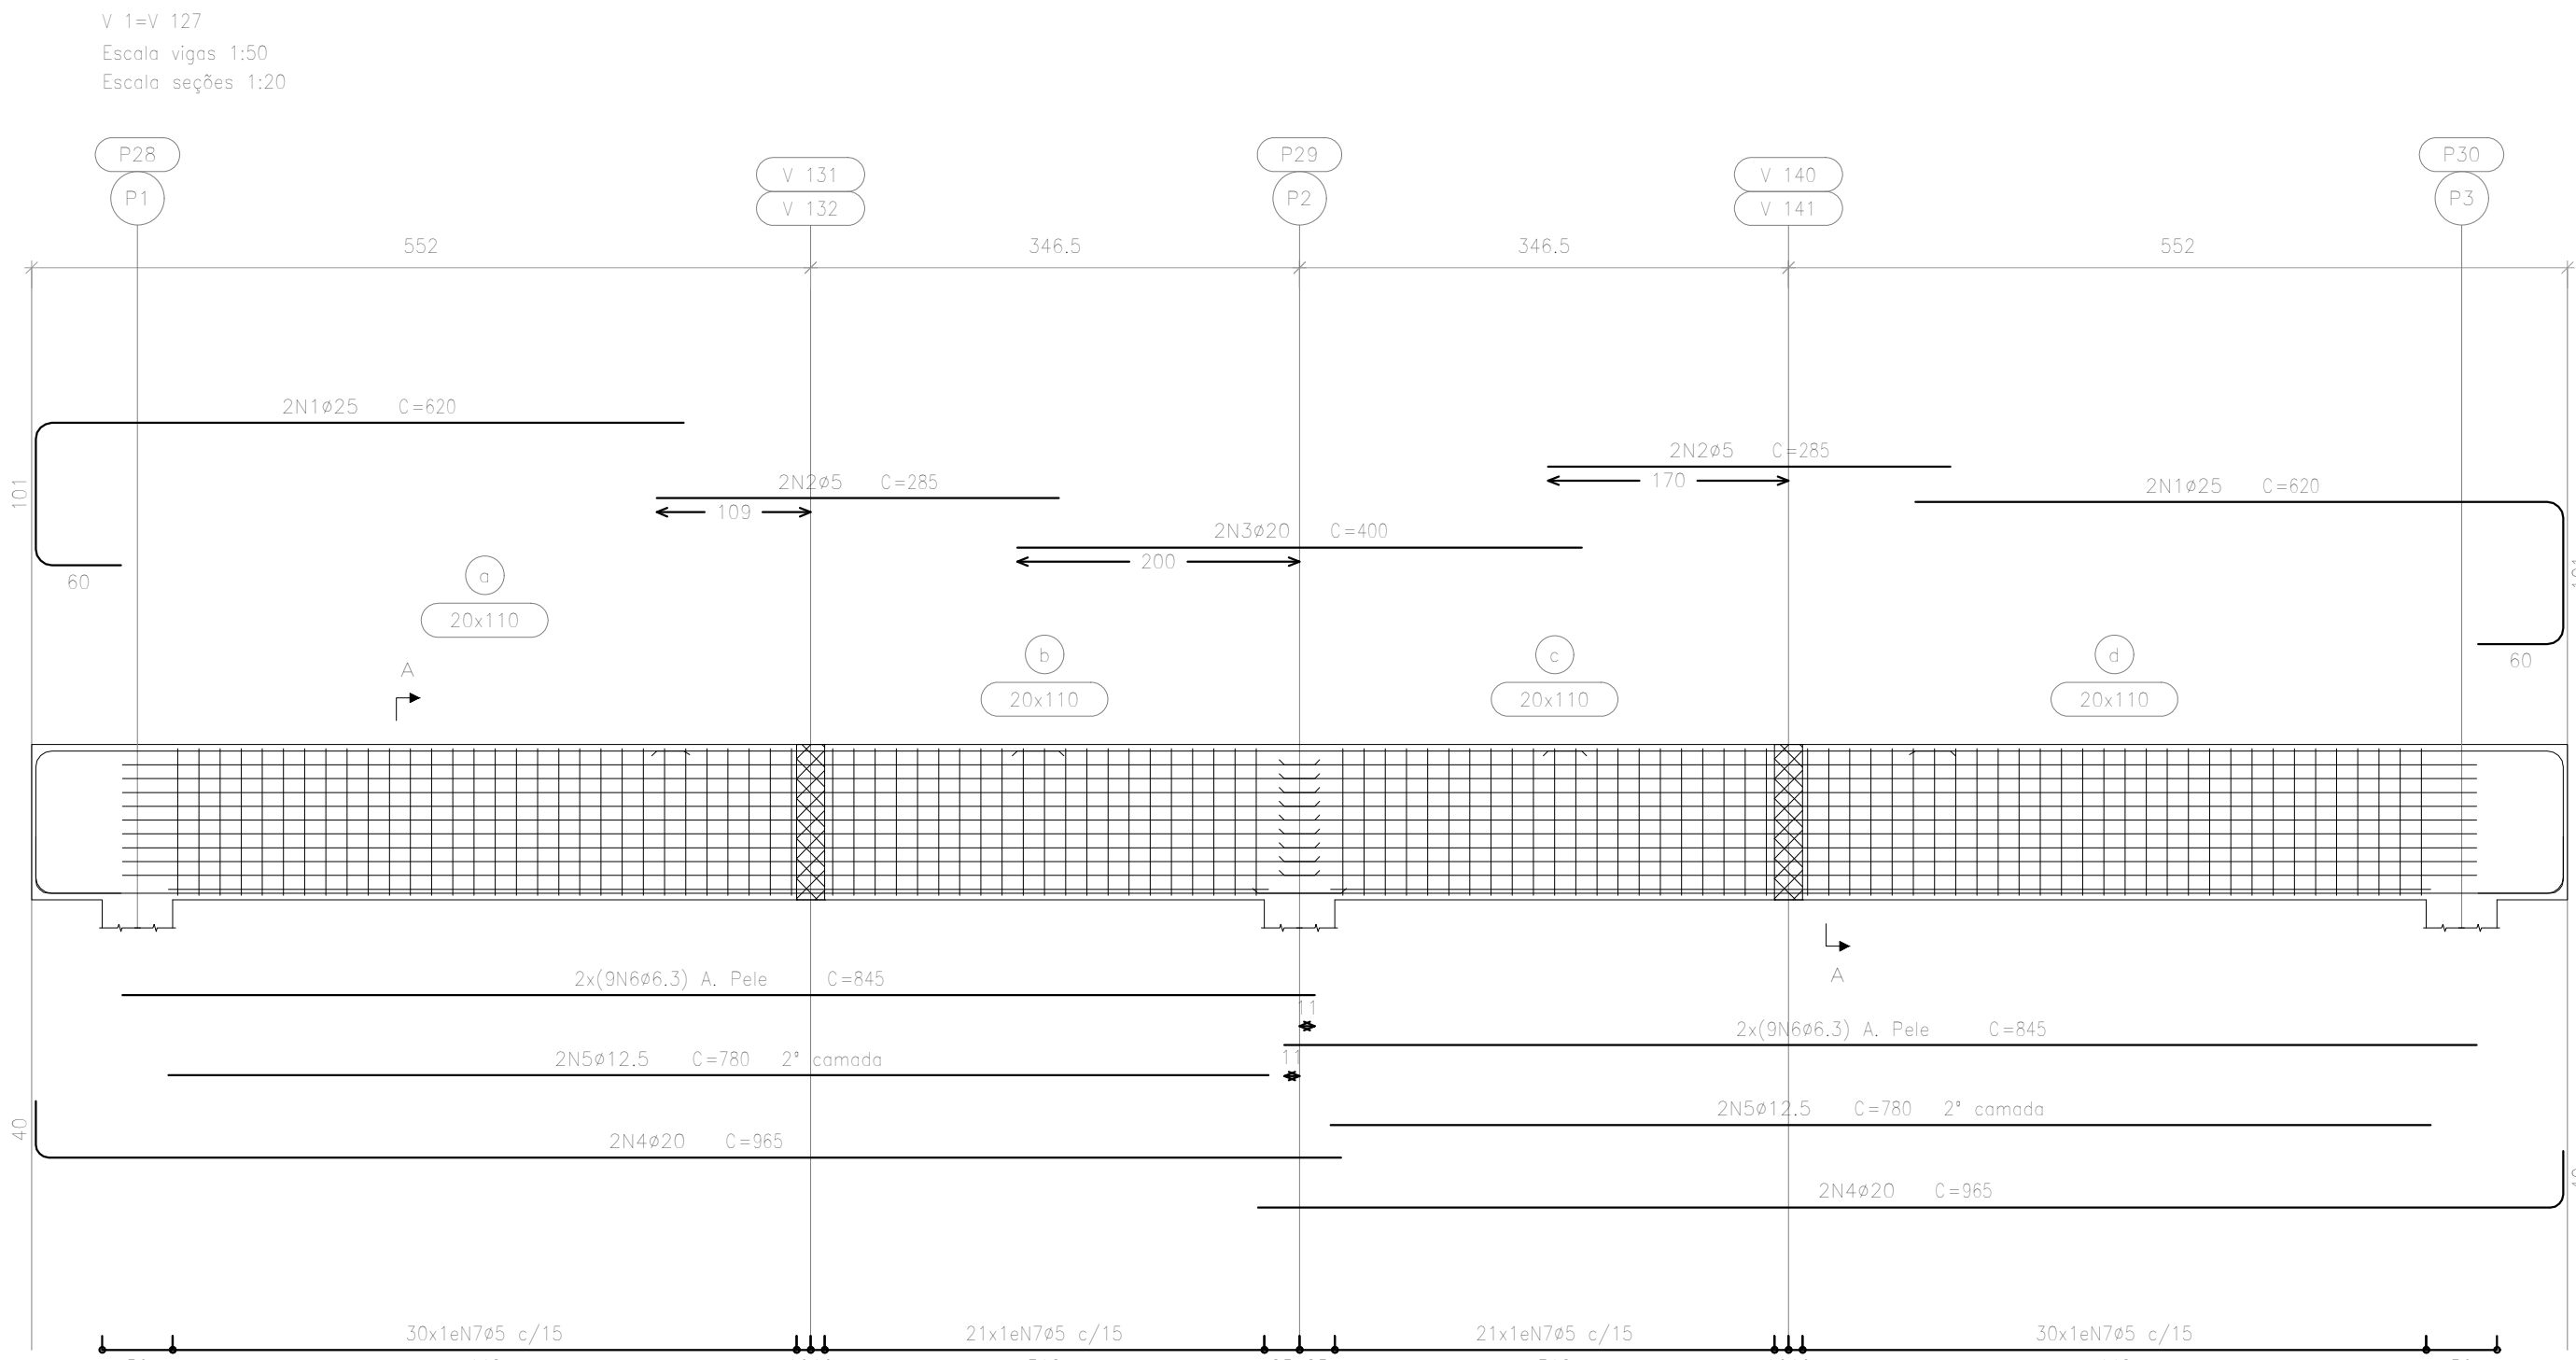 V 1=V 127
Escala vigas 1:50
Escala seções 1:20
P28
P29
P30
P1
V 131
P2
V 140
P3
V 132
V 141
552
346.5
346.5
552
2N1ø25 C=620
2N2ø5 C=285
2N2ø5 C=285
170
2N1ø25 C=620
101
109
2N3ø20 C=400
200
60
a
20x110
60
b
20x110
c
20x110
d
20x110
A
A
2x(9N6ø6.3) A. Pele C=845
11
2x(9N6ø6.3) A. Pele C=845
11
2N5ø12.5 C=780 2ª camada
2N5ø12.5 C=780 2ª camada
40
2N4ø20 C=965
2N4ø20 C=965
30x1eN7ø5 c/15
21x1eN7ø5 c/15
21x1eN7ø5 c/15
30x1eN7ø5 c/15